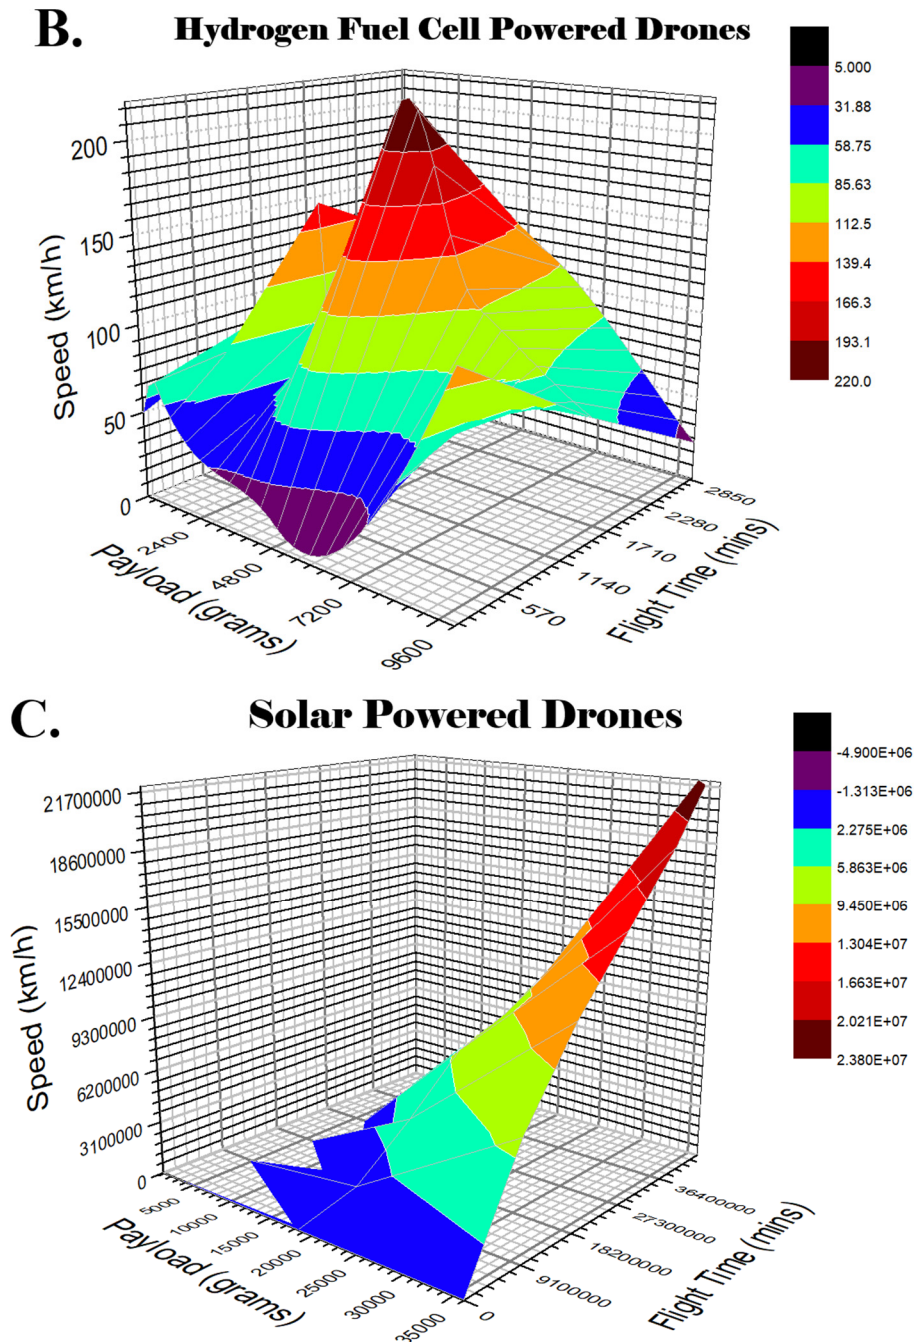 B. Hydrogen Fuel Cell Powered Drones
5.000
31.88
58.75
85.63
112.5
139.4
166.3
193.1
220.0
Speed (km/h)
200
150
100
50
0
2400
4800
7200
9600
Payload (grams)
570
1140
1710
2280
2850
Flight Time (mins)
C. Solar Powered Drones
-4.900E+06
-1.313E+06
2.275E+06
5.863E+06
9.450E+06
1.304E+07
1.663E+07
2.021E+07
2.380E+07
Speed (km/h)
21700000
18600000
15500000
12400000
9300000
6200000
3100000
0
5000
10000
15000
20000
25000
30000
35000
Payload (grams)
0
9100000
18200000
27300000
36400000
Flight Time (mins)